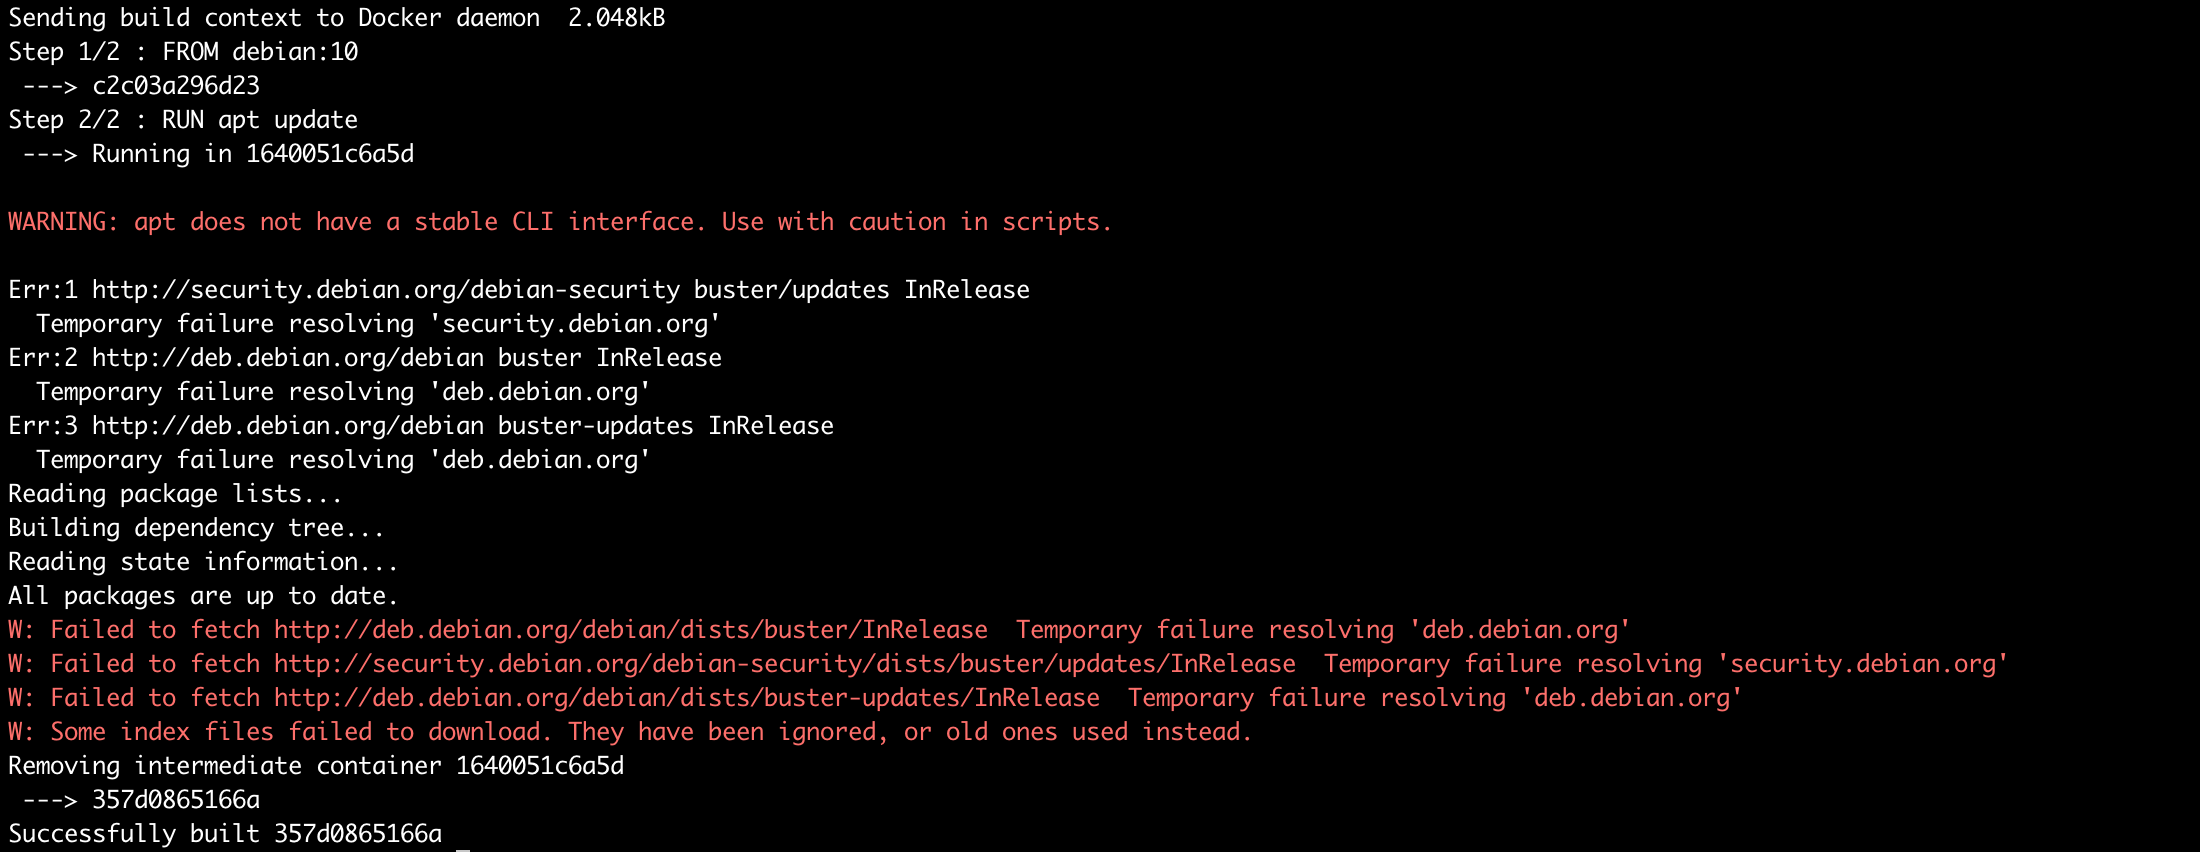 Sending build context to Docker daemon  2.048kB
Step 1/2 : FROM debian:10
 ---> c2c03a296d23
Step 2/2 : RUN apt update
 ---> Running in 1640051c6a5d
WARNING: apt does not have a stable CLI interface. Use with caution in scripts.
Err:1 http://security.debian.org/debian-security buster/updates InRelease
  Temporary failure resolving 'security.debian.org'
Err:2 http://deb.debian.org/debian buster InRelease
  Temporary failure resolving 'deb.debian.org'
Err:3 http://deb.debian.org/debian buster-updates InRelease
  Temporary failure resolving 'deb.debian.org'
Reading package lists...
Building dependency tree...
Reading state information...
All packages are up to date.
W: Failed to fetch http://deb.debian.org/debian/dists/buster/InRelease  Temporary failure resolving 'deb.debian.org'
W: Failed to fetch http://security.debian.org/debian-security/dists/buster/updates/InRelease  Temporary failure resolving 'security.debian.org'
W: Failed to fetch http://deb.debian.org/debian/dists/buster-updates/InRelease  Temporary failure resolving 'deb.debian.org'
W: Some index files failed to download. They have been ignored, or old ones used instead.
Removing intermediate container 1640051c6a5d
 ---> 357d0865166a
Successfully built 357d0865166a